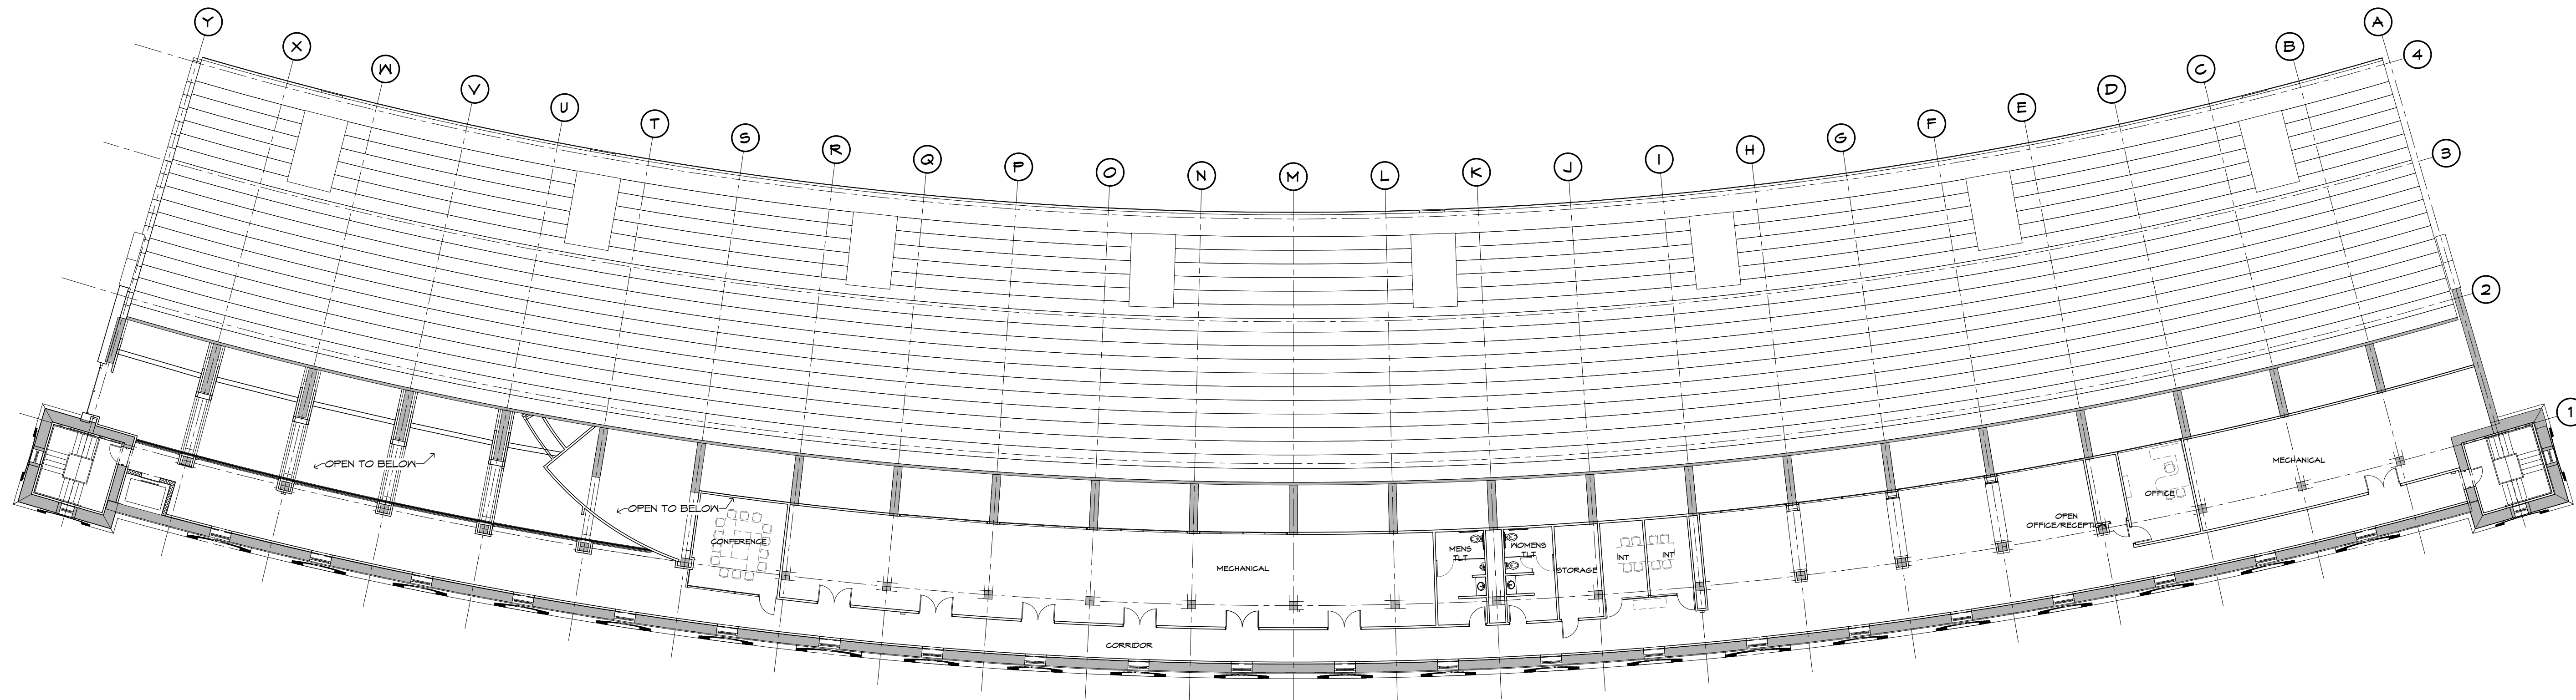 Y
X
W
V
U
T
S
R
Q
P
O
N
M
L
K
J
I
H
G
F
E
D
C
B
A
4
3
2
1
OPEN TO BELOW
OPEN TO BELOW
CONFERENCE
MECHANICAL
CORRIDOR
MENS
TLT
WOMENS
TLT
STORAGE
INT
INT
OPEN
OFFICE/RECEPTION
OFFICE
MECHANICAL